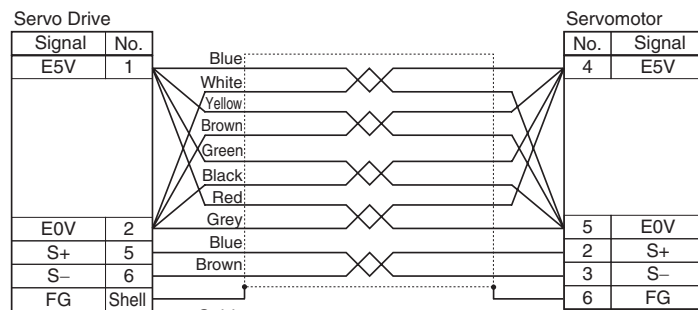 Servo Drive
Servomotor
Signal No.
No. Signal
E5V 1
Blue
4 E5V
White
Yellow
Brown
Green
Black
Red
Grey
E0V 2
5 E0V
Blue
S+ 5
2 S+
Brown
S− 6
3 S−
FG Shell
6 FG